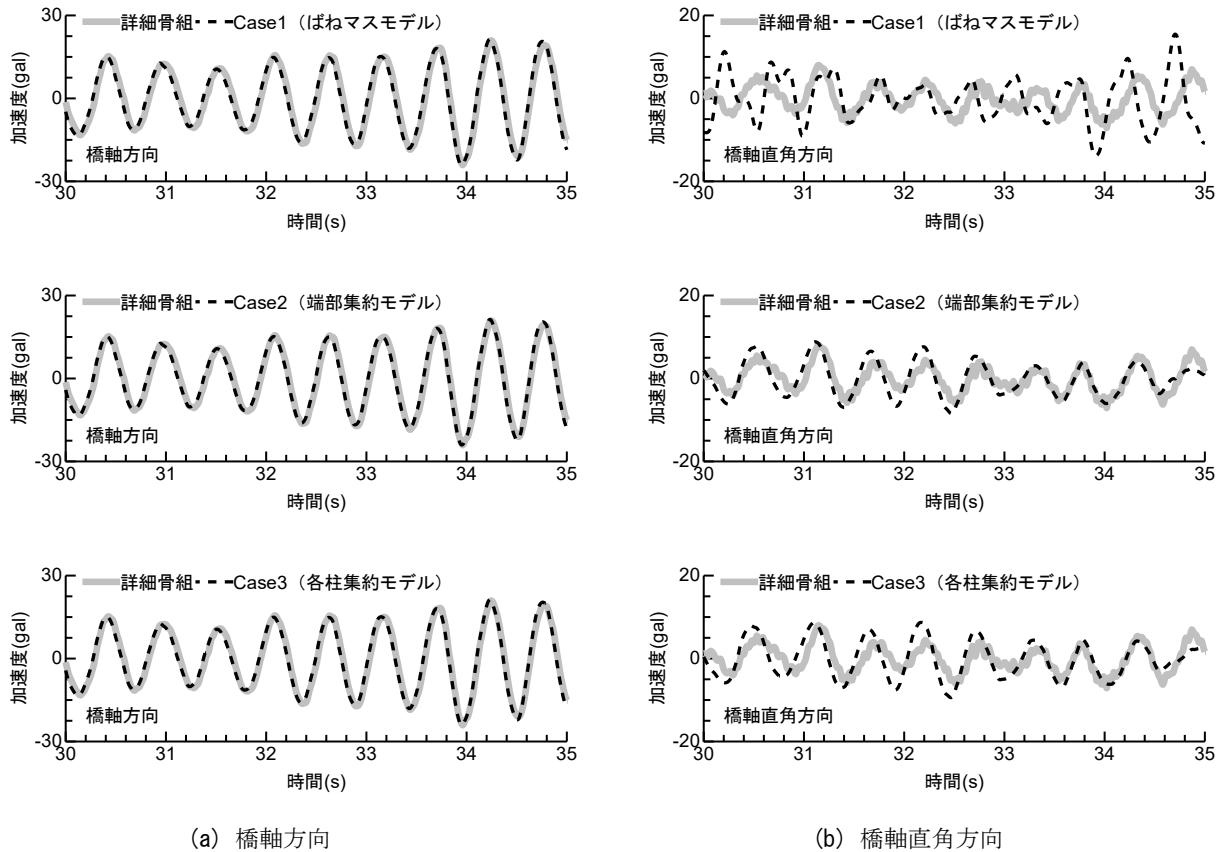 30
詳細骨組 Case1（ばねマスモデル）
加速度(gal)
0
橋軸方向
-30
30 31 32 33 34 35
時間(s)
20
詳細骨組 Case1（ばねマスモデル）
加速度(gal)
0
橋軸直角方向
-20
30 31 32 33 34 35
時間(s)
30
詳細骨組 Case2（端部集約モデル）
加速度(gal)
0
橋軸方向
-30
30 31 32 33 34 35
時間(s)
20
詳細骨組 Case2（端部集約モデル）
加速度(gal)
0
橋軸直角方向
-20
30 31 32 33 34 35
時間(s)
30
詳細骨組 Case3（各柱集約モデル）
加速度(gal)
0
橋軸方向
-30
30 31 32 33 34 35
時間(s)
20
詳細骨組 Case3（各柱集約モデル）
加速度(gal)
0
橋軸直角方向
-20
30 31 32 33 34 35
時間(s)
(a) 橋軸方向
(b) 橋軸直角方向